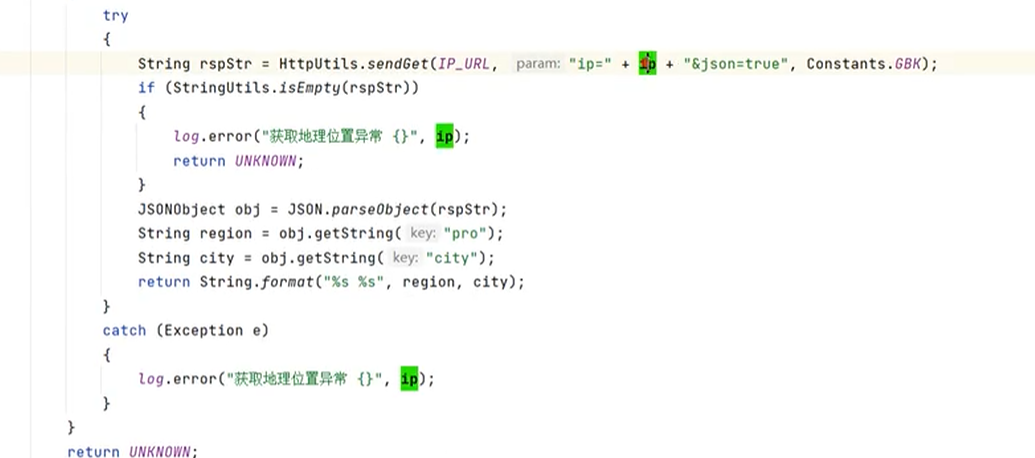 try
{
String rspStr = HttpUtils.sendGet(IP_URL, param: "ip=" + ip + "&json=true", Constants.GBK);
if (StringUtils.isEmpty(rspStr))
{
log.error("获取地理位置异常 {}", ip);
return UNKNOWN;
}
JSONObject obj = JSON.parseObject(rspStr);
String region = obj.getString( key: "pro");
String city = obj.getString( key: "city");
return String.format("%s %s", region, city);
}
catch (Exception e)
{
log.error("获取地理位置异常 {}", ip);
}
}
return UNKNOWN;